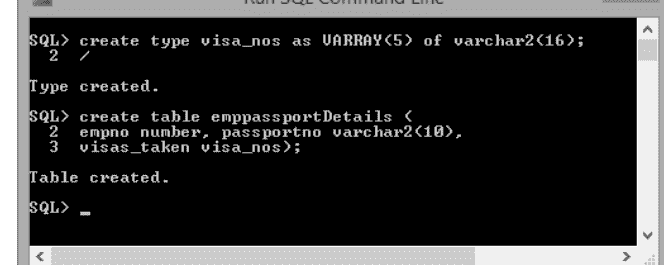 Run SQL Command Line
SQL> create type visa_nos as VARRAY(5) of varchar2(16);
2 /
Type created.
SQL> create table emppassportDetails (
2 empno number, passportno varchar2(10),
3 visas_taken visa_nos);
Table created.
SQL> _